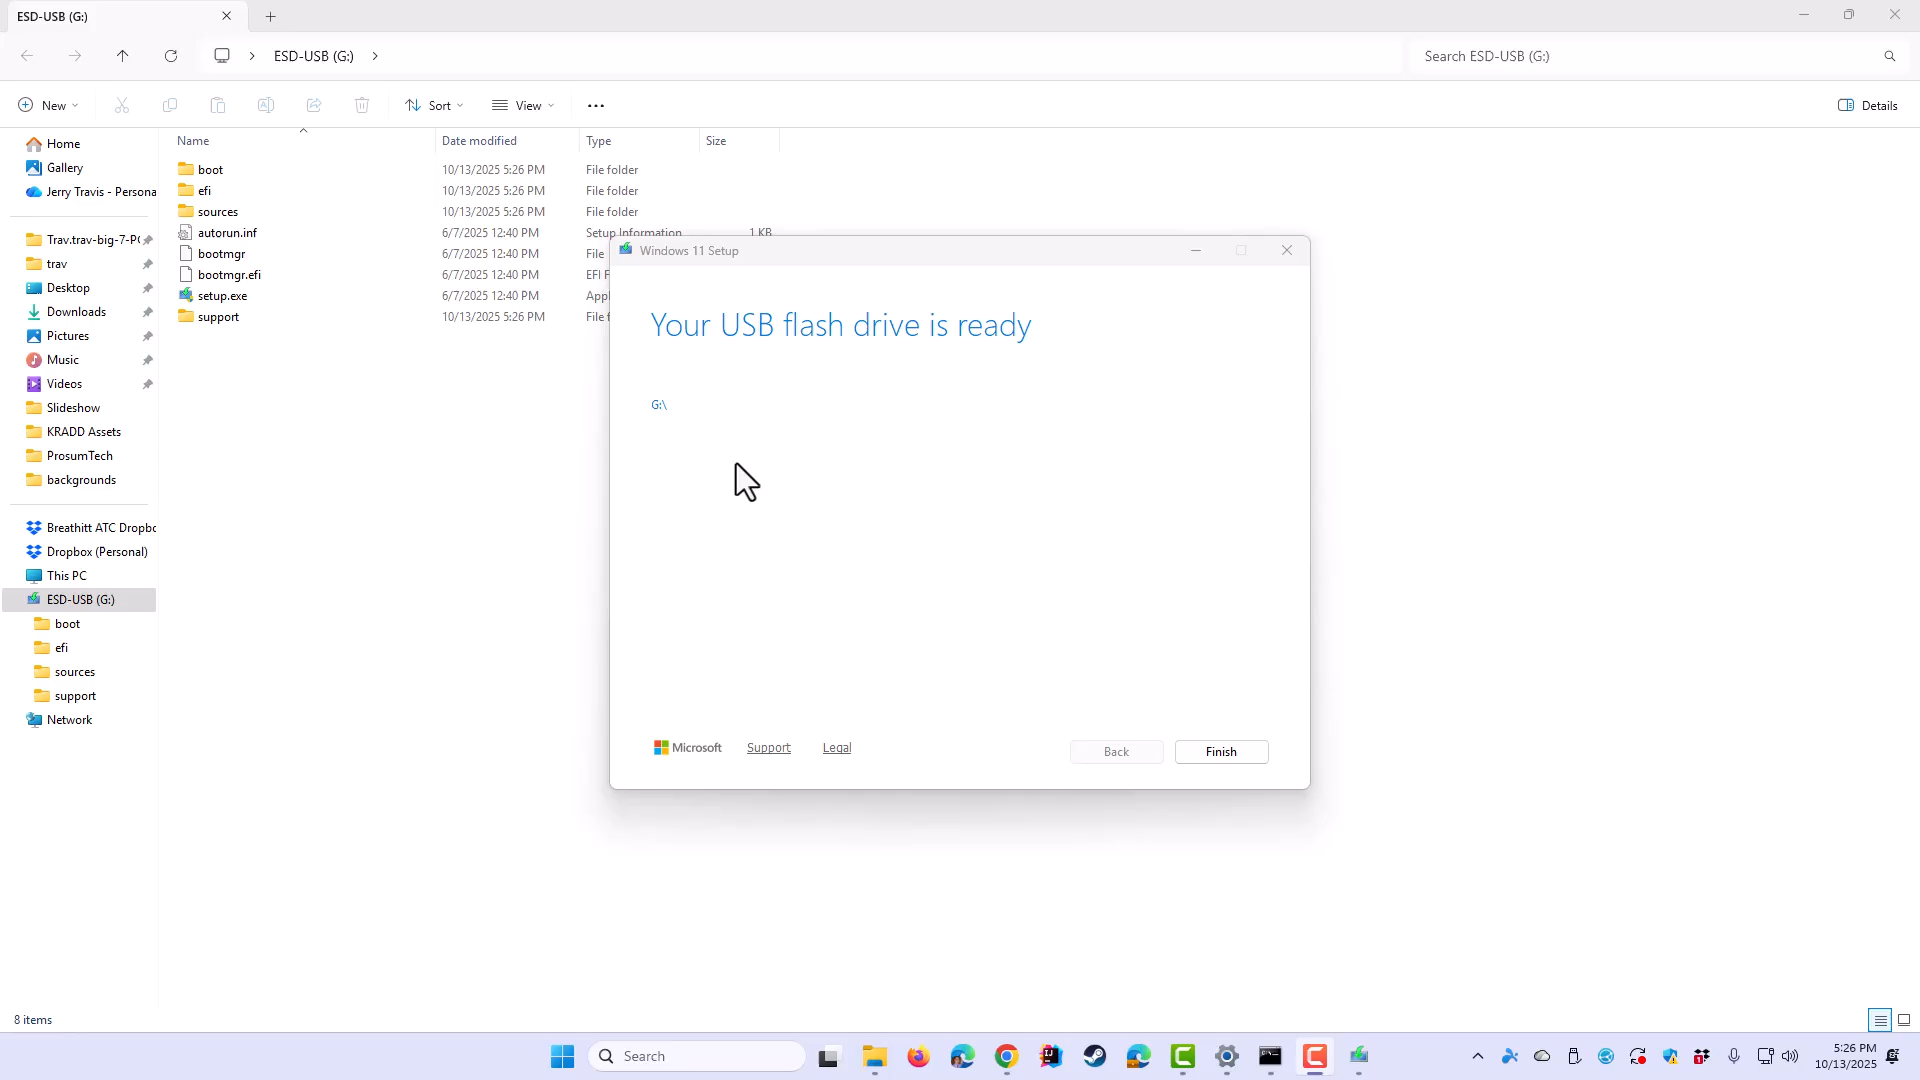 ESD-USB (G:)
ESD-USB (G:)
Search ESD-USB (G:)
New
Sort
View
Details
Name
Date modified
Type
Size
Home
Gallery
Jerry Travis - Persona
Trav.trav-big-7-P
trav
Desktop
Downloads
Pictures
Music
Videos
Slideshow
KRADD Assets
ProsumTech
backgrounds
Breathitt ATC Dropbo
Dropbox (Personal)
This PC
ESD-USB (G:)
boot
efi
sources
support
Network
boot 10/13/2025 5:26 PM File folder
efi 10/13/2025 5:26 PM File folder
sources 10/13/2025 5:26 PM File folder
autorun.inf 6/7/2025 12:40 PM Setup Information 1 KB
bootmgr 6/7/2025 12:40 PM File
bootmgr.efi 6/7/2025 12:40 PM EFI F
setup.exe 6/7/2025 12:40 PM Appl
support 10/13/2025 5:26 PM File f
Windows 11 Setup
Your USB flash drive is ready
G:\
Microsoft
Support
Legal
Back
Finish
8 items
Search
5:26 PM
10/13/2025